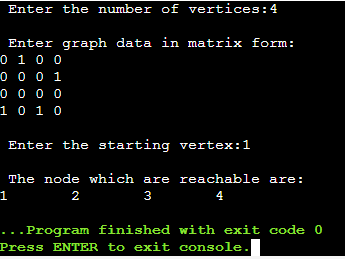 Enter the number of vertices:4
Enter graph data in matrix form:
0 1 0 0
0 0 0 1
0 0 0 0
1 0 1 0
Enter the starting vertex:1
The node which are reachable are:
1 2 3 4
...Program finished with exit code 0
Press ENTER to exit console.